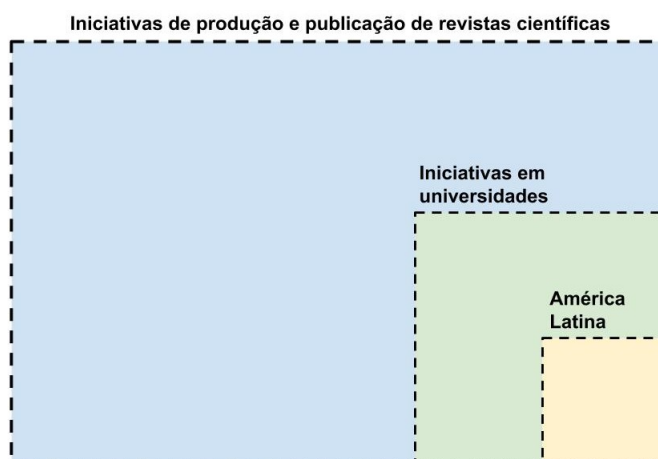 Iniciativas de produção e publicação de revistas científicas
Iniciativas em
universidades
América
Latina